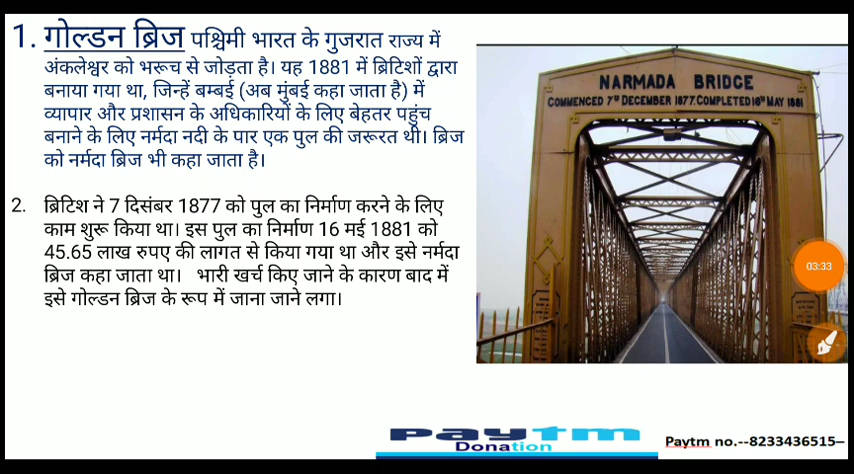 1. गोल्डन ब्रिज पश्चिमी भारत के गुजरात राज्य में
अंकलेश्वर को भरूच से जोड़ता है। यह 1881 में ब्रिटिशों द्वारा
बनाया गया था, जिन्हें बम्बई (अब मुंबई कहा जाता है) में
व्यापार और प्रशासन के अधिकारियों के लिए बेहतर पहुंच
बनाने के लिए नर्मदा नदी के पार एक पुल की जरूरत थी। ब्रिज
को नर्मदा ब्रिज भी कहा जाता है।
2. ब्रिटिश ने 7 दिसंबर 1877 को पुल का निर्माण करने के लिए
काम शुरू किया था। इस पुल का निर्माण 16 मई 1881 को
45.65 लाख रुपए की लागत से किया गया था और इसे नर्मदा
ब्रिज कहा जाता था। भारी खर्च किए जाने के कारण बाद में
इसे गोल्डन ब्रिज के रूप में जाना जाने लगा।
NARMADA BRIDGE
COMMENCED 7TH DECEMBER 1877. COMPLETED 16TH MAY 1881
03:33
paytm
Donation
Paytm no.--8233436515–